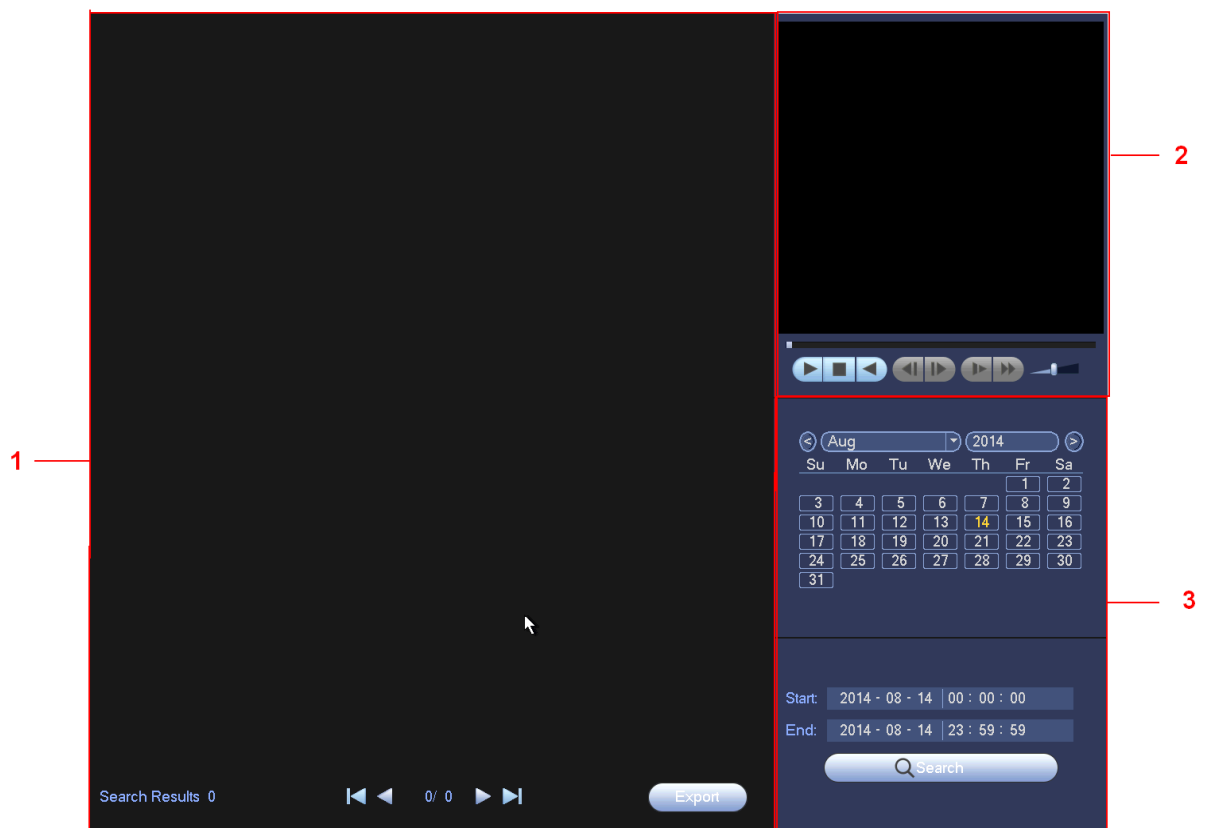 2
1
3
< Aug 2014 >
Su Mo Tu We Th Fr Sa
1 2
3 4 5 6 7 8 9
10 11 12 13 14 15 16
17 18 19 20 21 22 23
24 25 26 27 28 29 30
31
Start: 2014 - 08 - 14 00 : 00 : 00
End: 2014 - 08 - 14 23 : 59 : 59
Search
Search Results 0 0/ 0 Export